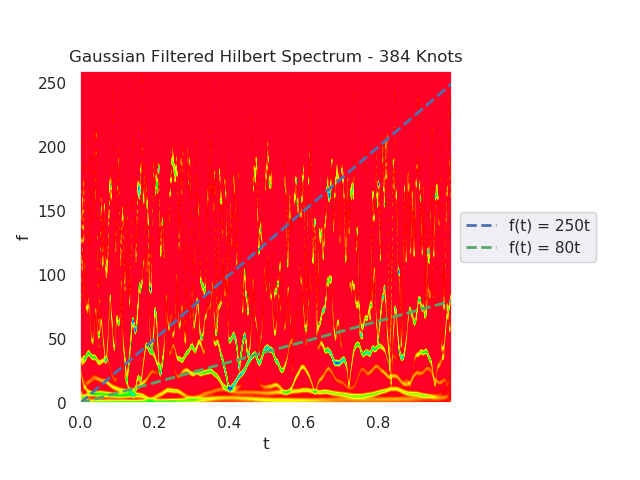 Gaussian Filtered Hilbert Spectrum - 384 Knots
250
200
150
100
50
0
f
0.0 0.2 0.4 0.6 0.8
t
f(t) = 250t
f(t) = 80t